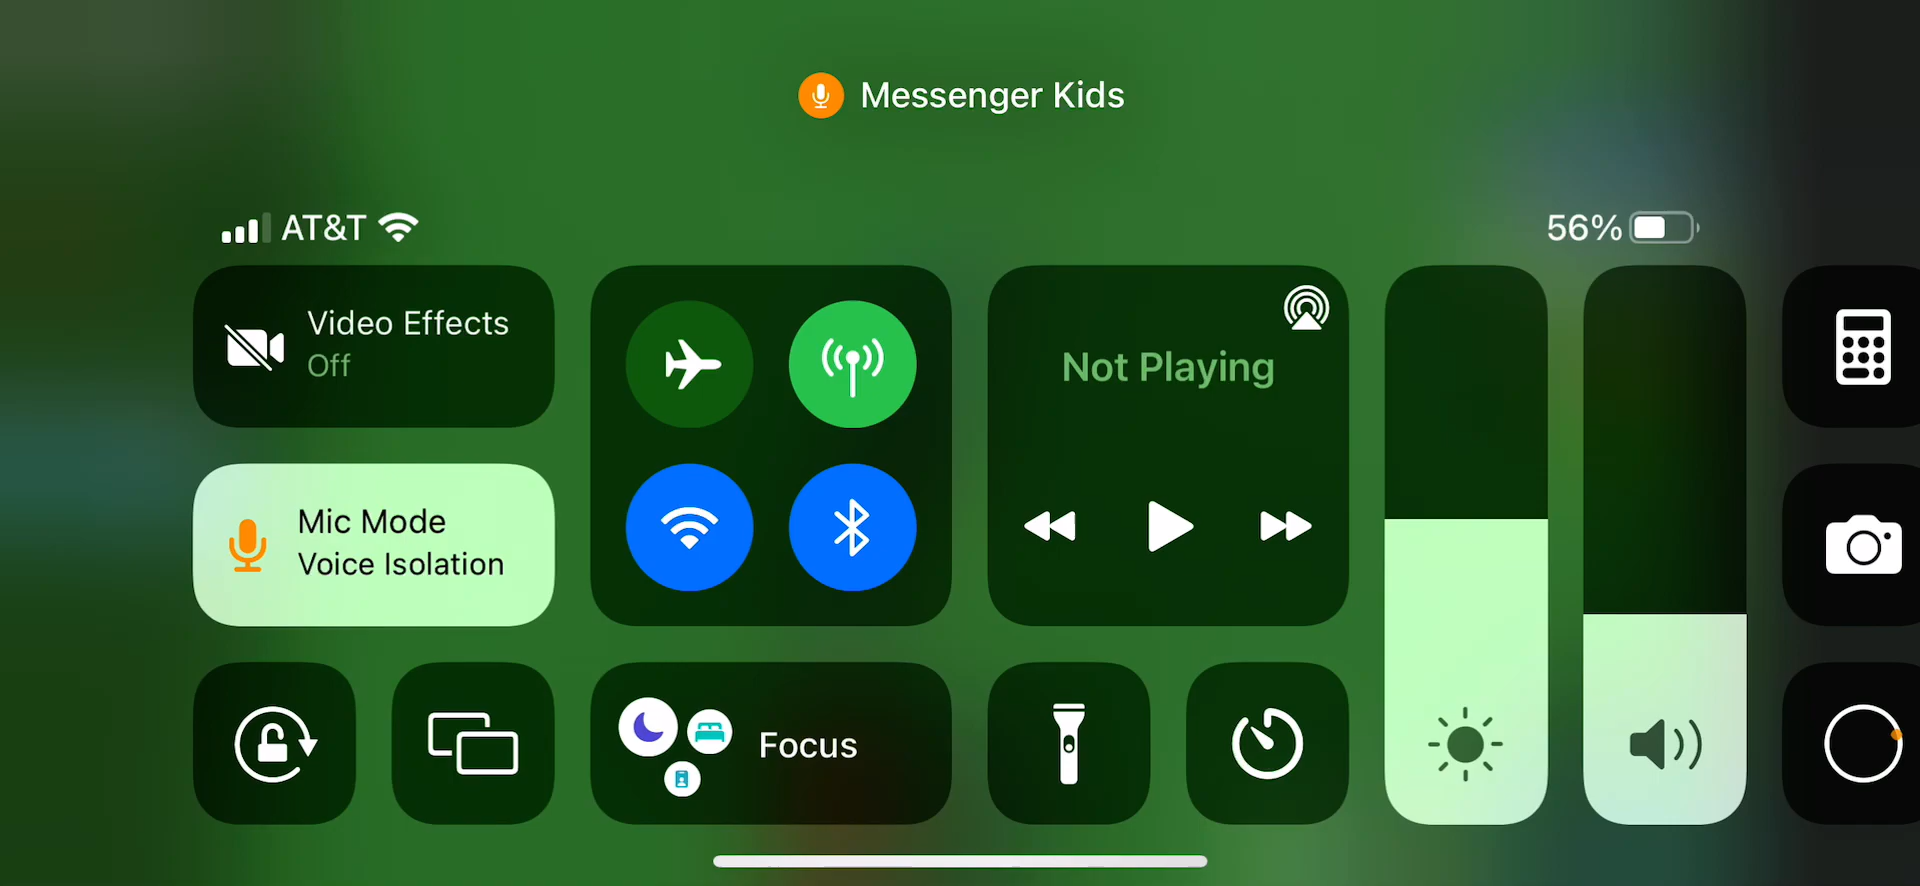 Messenger Kids
AT&T
56%
Video Effects
Off
Not Playing
Mic Mode
Voice Isolation
Focus